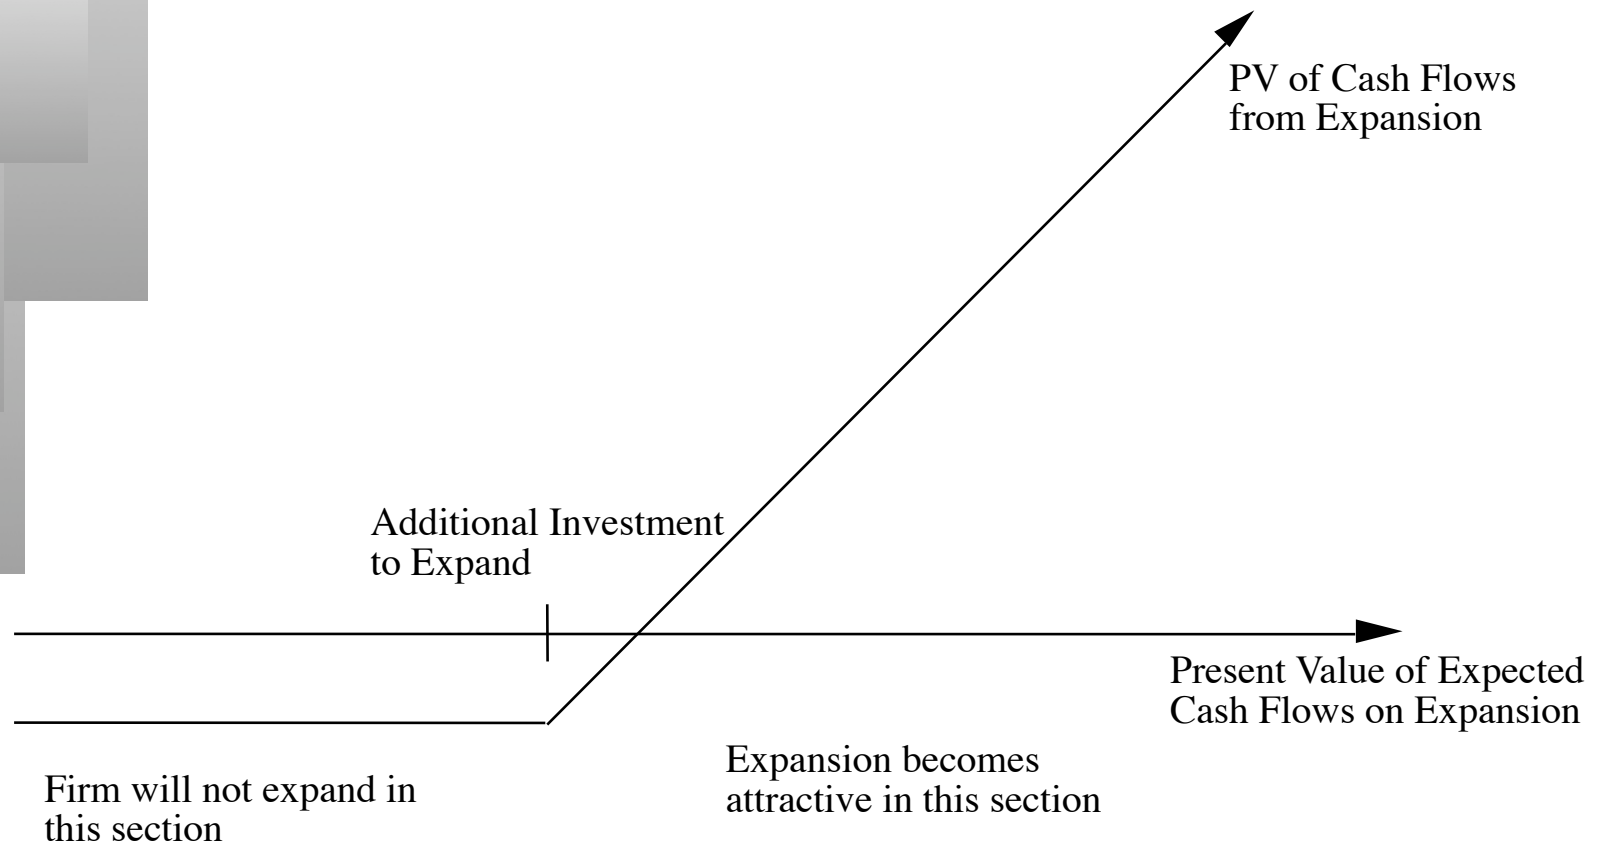 PV of Cash Flows
from Expansion
Additional Investment
to Expand
Present Value of Expected
Cash Flows on Expansion
Expansion becomes
attractive in this section
Firm will not expand in
this section